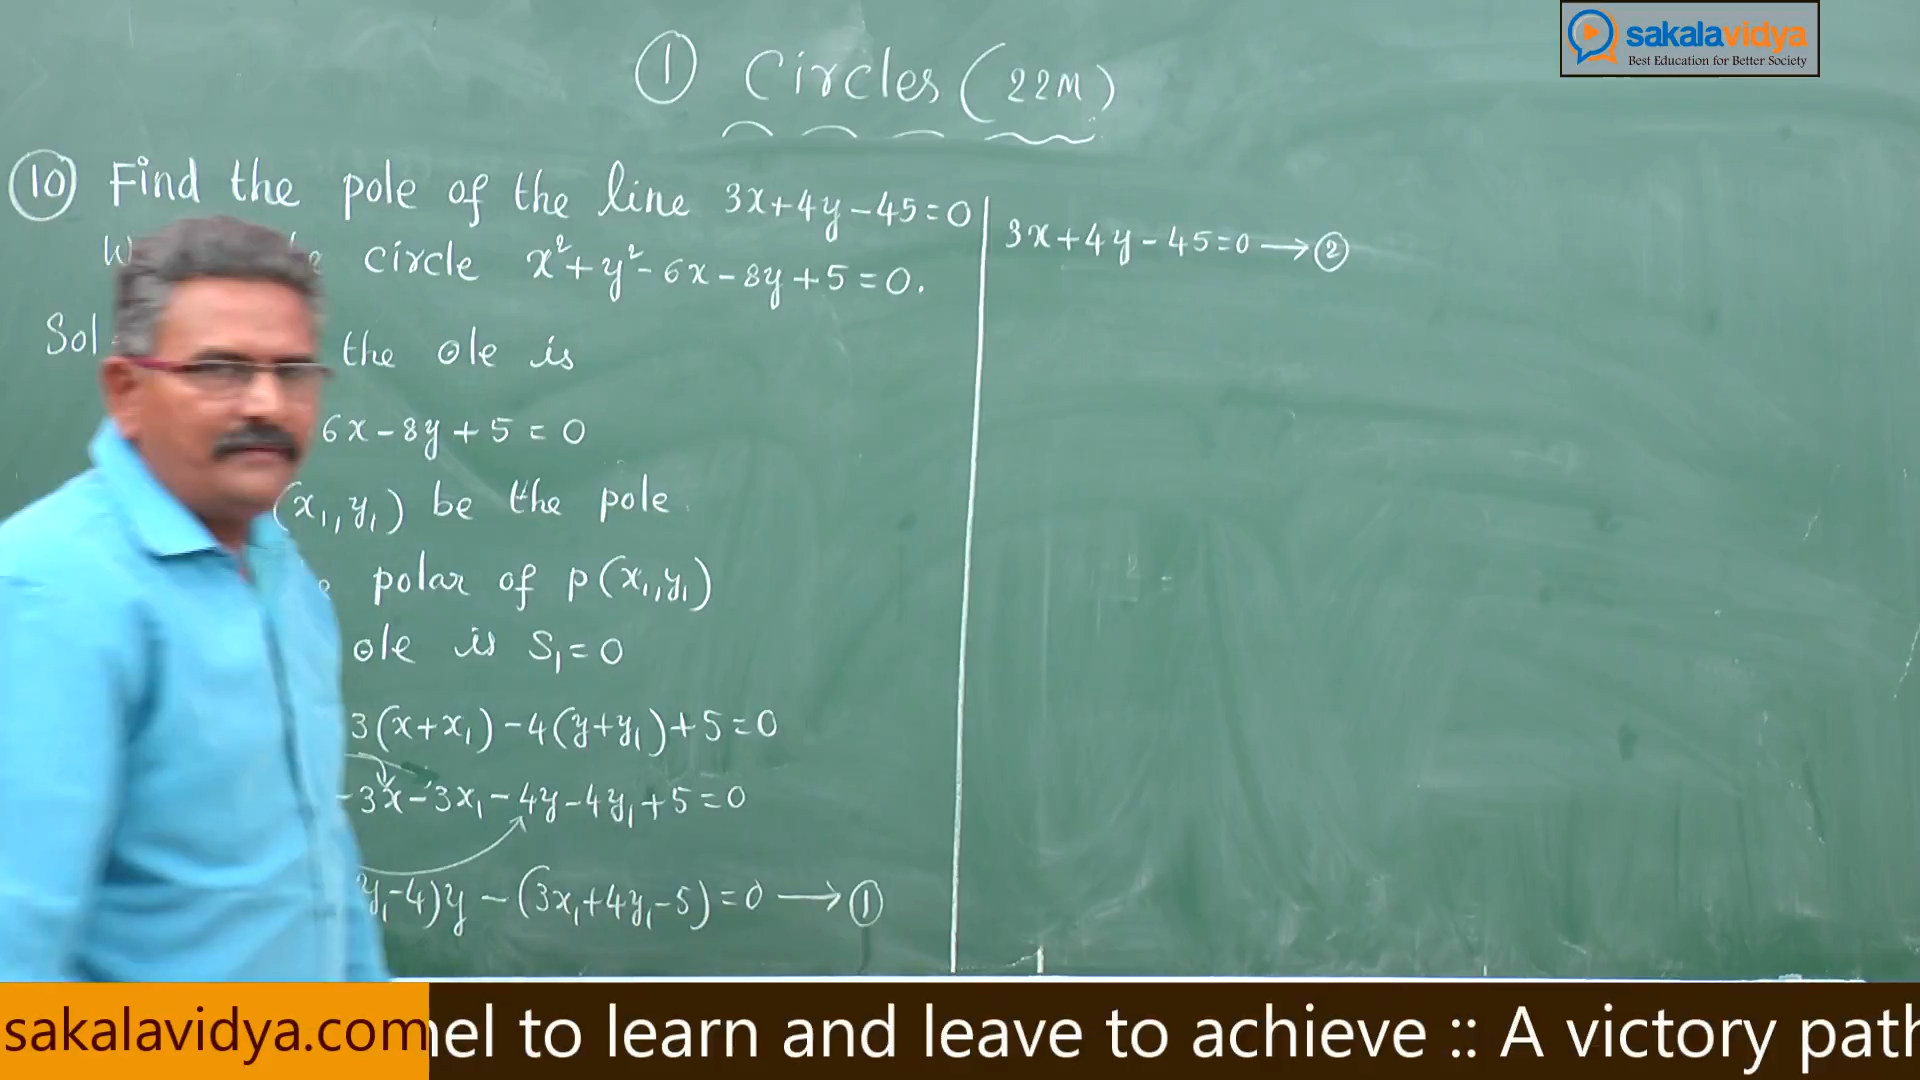 sakalavidya
Best Education for Better Society
① Circles (22M)
⑩ Find the pole of the line 3x+4y-45=0
circle x²+y²-6x-8y+5=0.
Sol
the ole is
6x-8y+5=0
(x₁,y₁) be the pole.
polar of P(x₁,y₁)
ole is S₁=0
3(x+x₁)-4(y+y₁)+5=0
-3x-3x₁-4y-4y₁+5=0
y₁-4)y-(3x₁+4y₁-5)=0 → ①
3x+4y-45=0 → ②
sakalavidya.com
nel to learn and leave to achieve :: A victory path